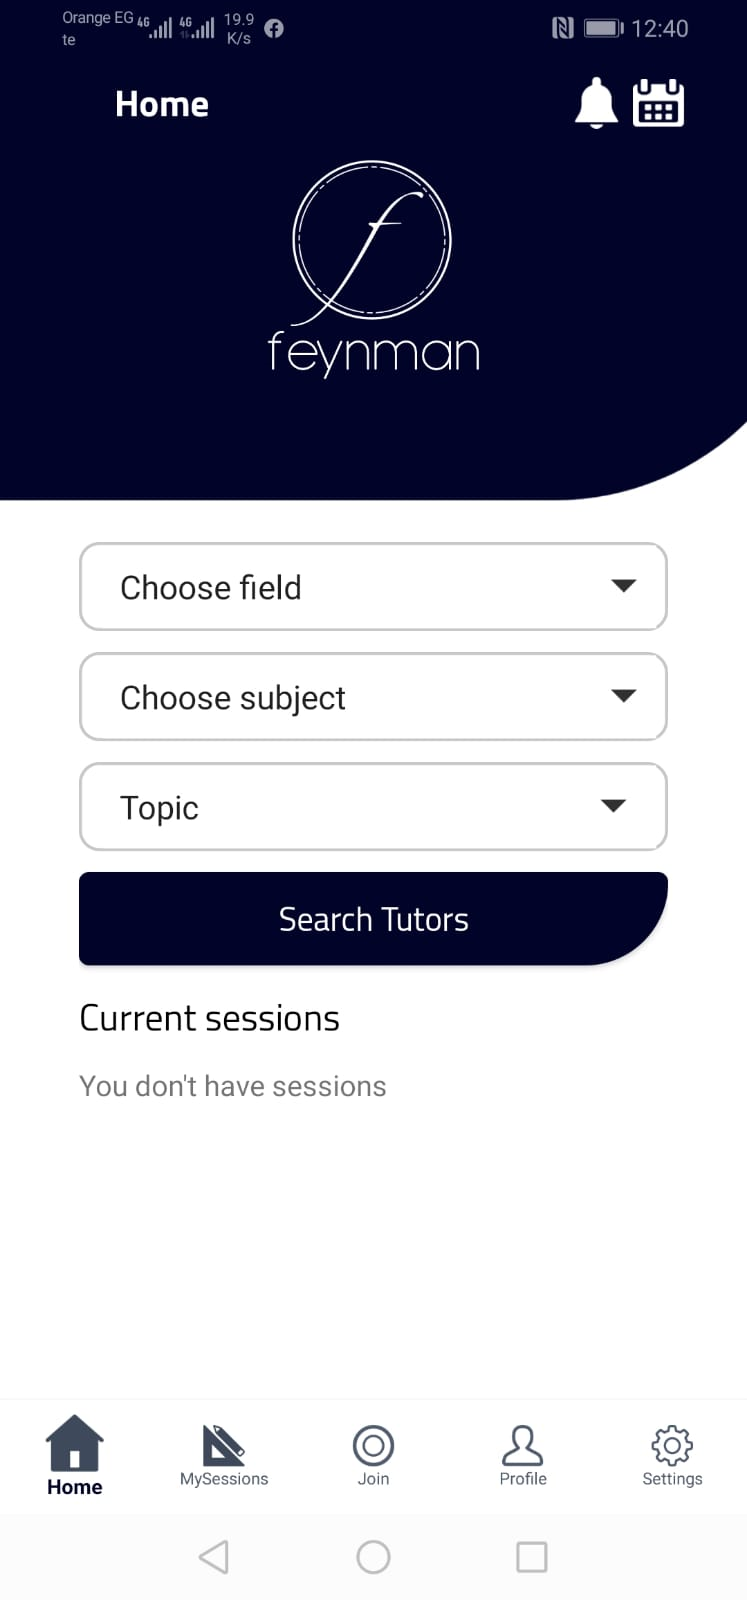 Orange EG 4G 4G 19.9 12:40
te K/s
Home
feynman
Choose field
Choose subject
Topic
Search Tutors
Current sessions
You don't have sessions
Home MySessions Join Profile Settings